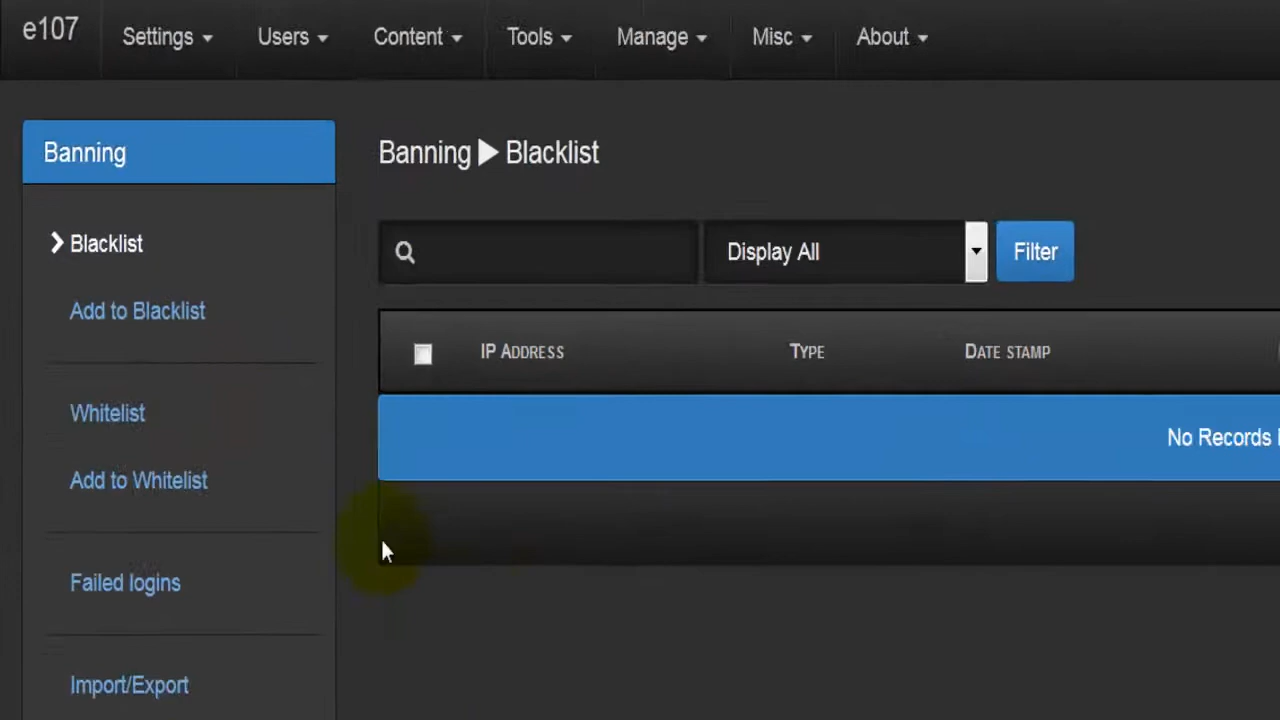 e107 Settings Users Content Tools Manage Misc About
Banning
Blacklist
Add to Blacklist
Whitelist
Add to Whitelist
Failed logins
Import/Export
Banning Blacklist
Display All Filter
IP Address Type Date stamp
No Records